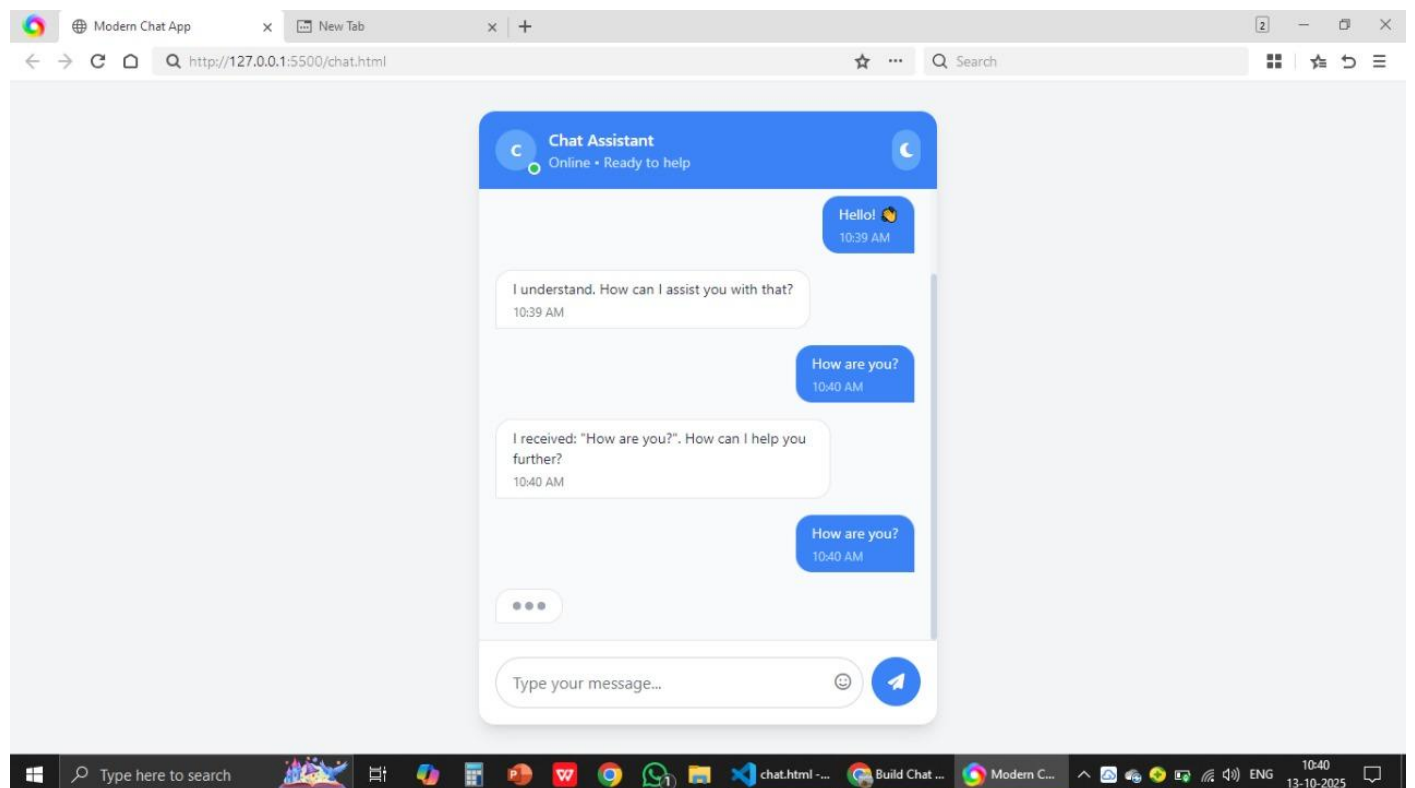 Modern Chat App
New Tab
2
http://127.0.0.1:5500/chat.html
Search
C
Chat Assistant
Online • Ready to help
Hello! 👋
10:39 AM
I understand. How can I assist you with that?
10:39 AM
How are you?
10:40 AM
I received: "How are you?". How can I help you
further?
10:40 AM
How are you?
10:40 AM
Type your message...
Type here to search
chat.html -...
Build Chat ...
Modern C...
ENG
10:40
13-10-2025